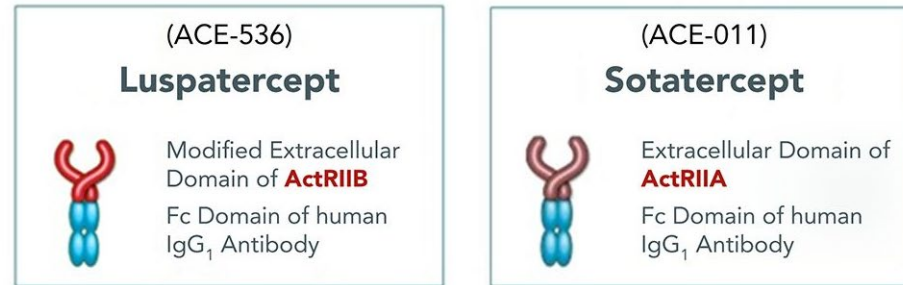 (ACE-536)
Luspatercept
Modified Extracellular
Domain of ActRIIB
Fc Domain of human
IgG₁ Antibody
(ACE-011)
Sotatercept
Extracellular Domain of
ActRIIA
Fc Domain of human
IgG₁ Antibody